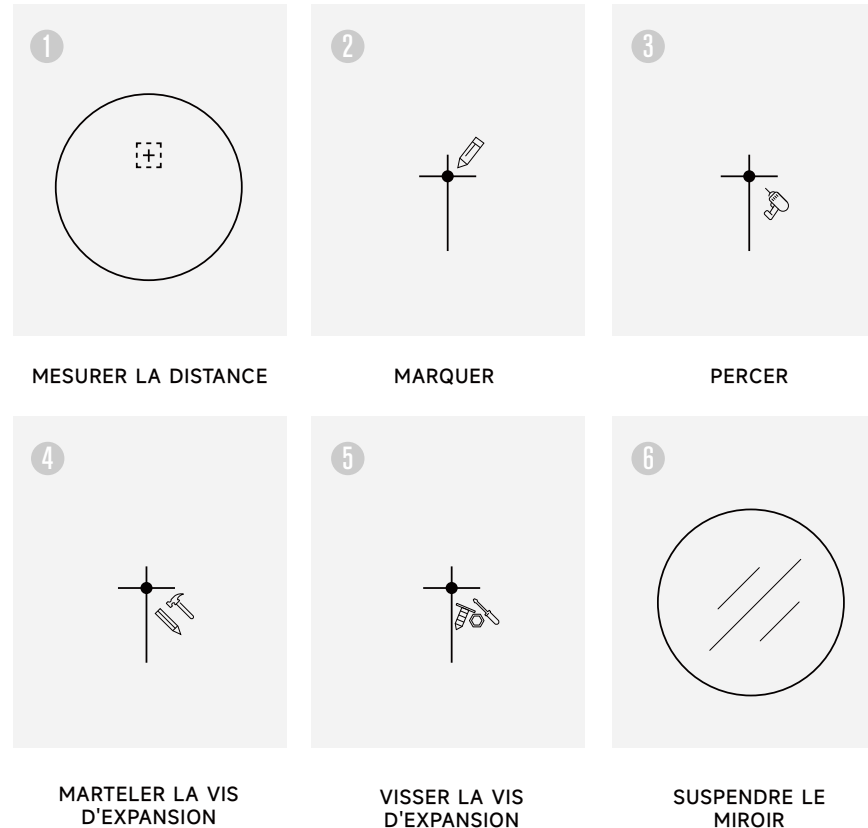 1
2
3
MESURER LA DISTANCE
MARQUER
PERCER
4
5
6
MARTELER LA VIS
D'EXPANSION
VISSER LA VIS
D'EXPANSION
SUSPENDRE LE
MIROIR